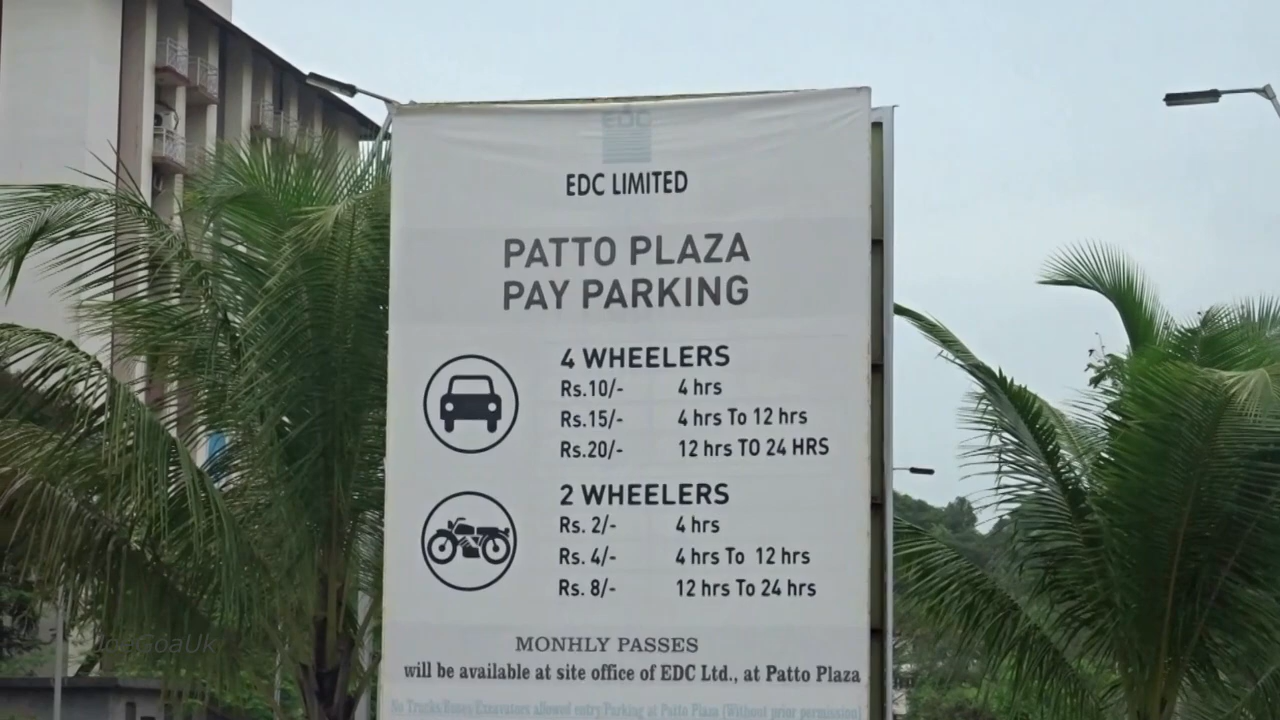 EDC
EDC LIMITED
PATTO PLAZA
PAY PARKING
4 WHEELERS
Rs.10/- 4 hrs
Rs.15/- 4 hrs To 12 hrs
Rs.20/- 12 hrs TO 24 HRS
2 WHEELERS
Rs. 2/- 4 hrs
Rs. 4/- 4 hrs To 12 hrs
Rs. 8/- 12 hrs To 24 hrs
MONHLY PASSES
will be available at site office of EDC Ltd., at Patto Plaza
No Trucks/Buses/Excavators allowed entry/Parking at Patto Plaza (Without prior permission)
JoeGoaUk